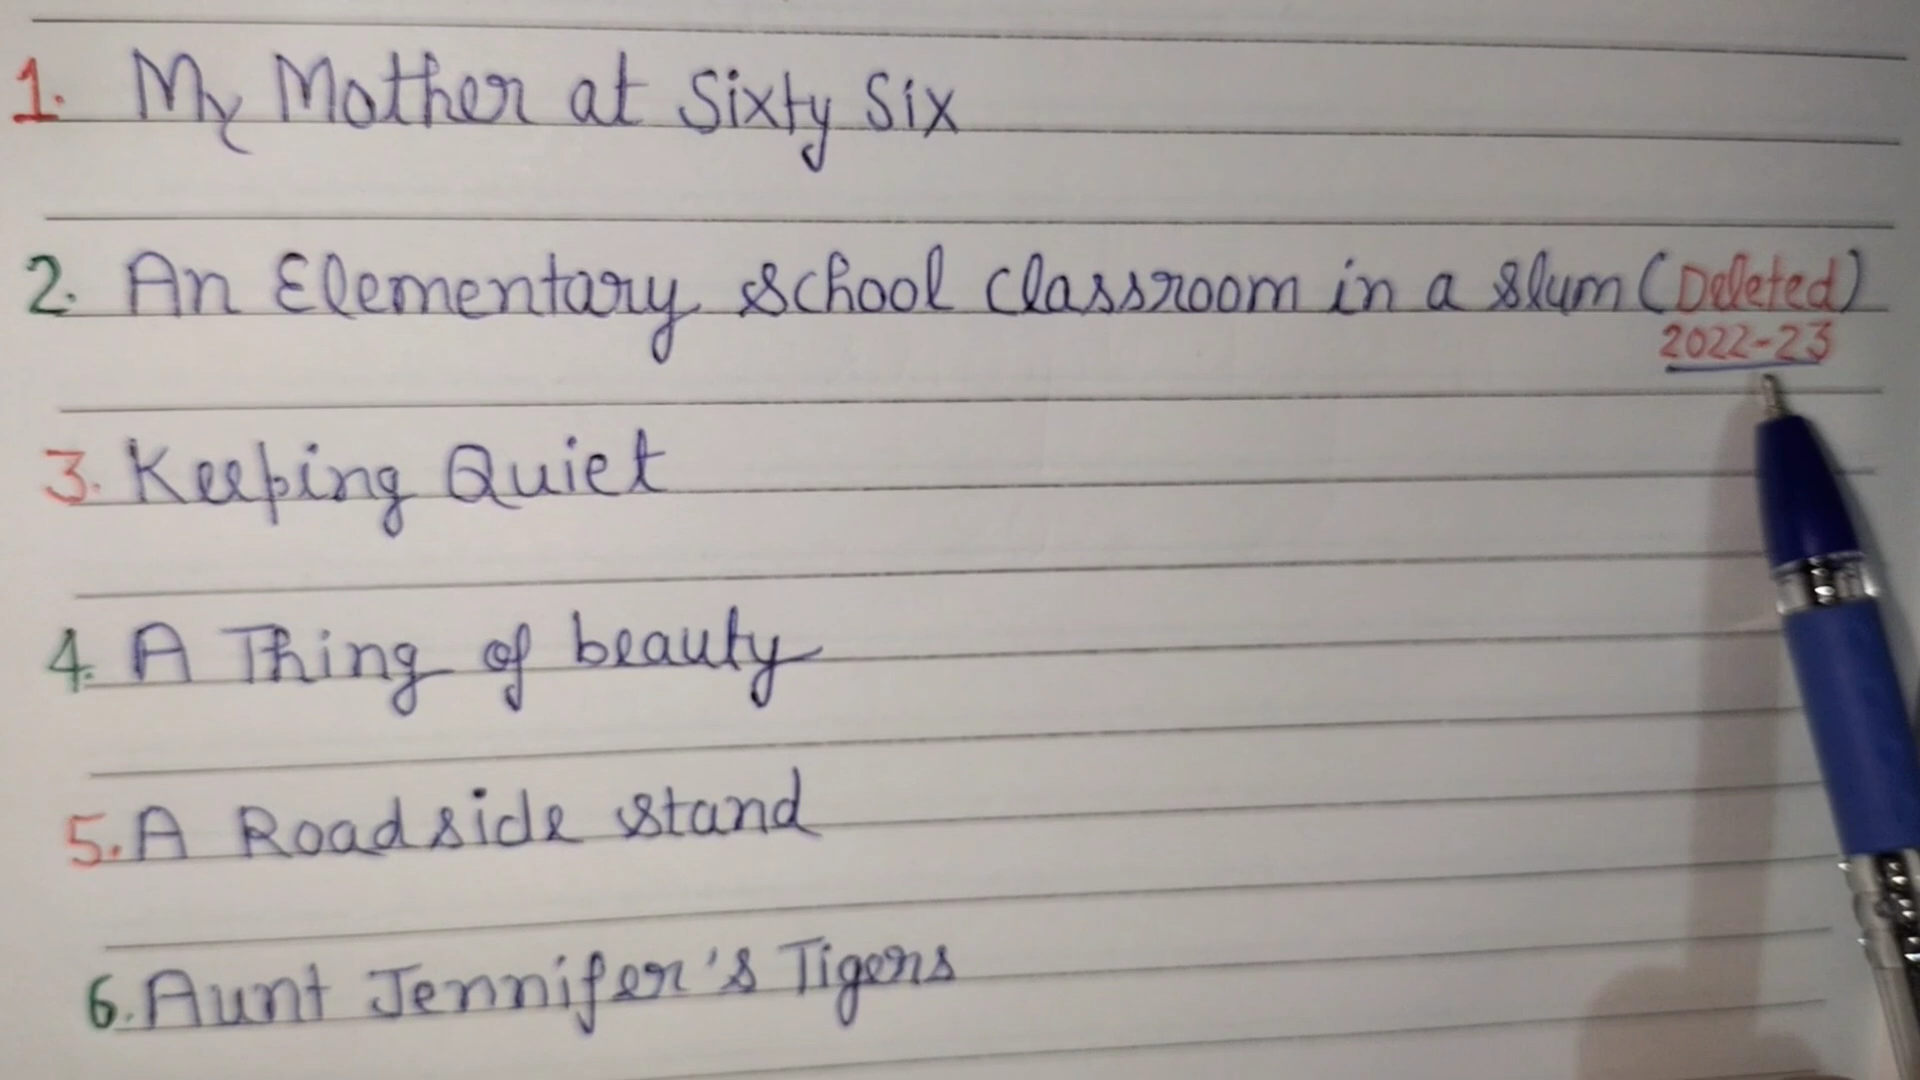 1. My Mother at Sixty Six
2. An Elementary School classroom in a slum (Deleted)
2022-23
3. Keeping Quiet
4. A Thing of beauty
5. A Roadside stand
6. Aunt Jennifer's Tigers